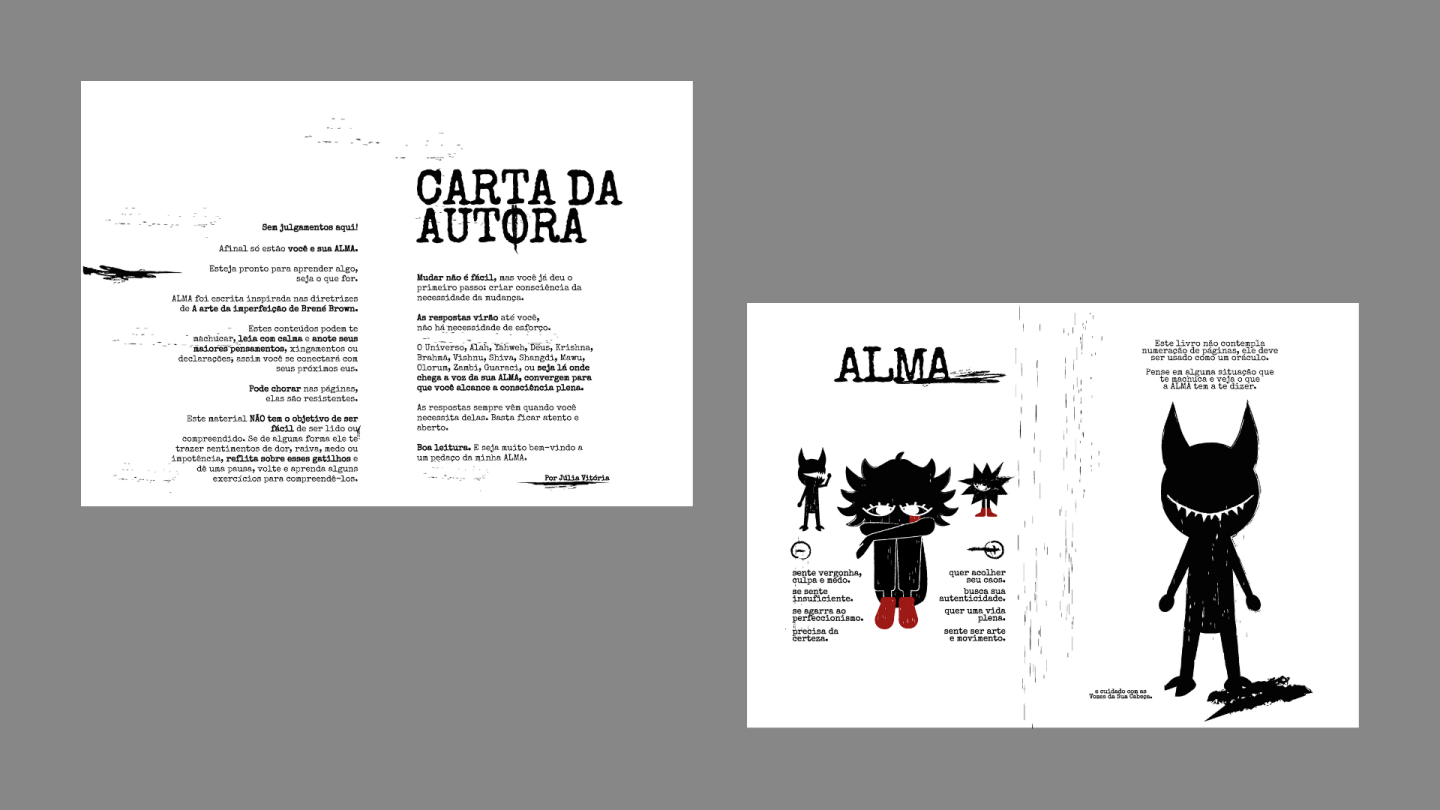 Sem julgamentos aqui!
Afinal só estão você e sua ALMA.
Esteja pronto para aprender algo,
seja o que for.
ALMA foi escrita inspirada nas diretrizes
de A arte da imperfeição de Brené Brown.
Estes conteúdos podem te
machucar, leia com calma e anote seus
maiores pensamentos, xingamentos ou
declarações, assim você se conectará com
seus próximos eus.
Pode chorar nas páginas,
elas são resistentes.
Este material NÃO tem o objetivo de ser
fácil de ser lido ou
compreendido. Se de alguma forma ele te
trazer sentimentos de dor, raiva, medo ou
impotência, reflita sobre esses gatilhos e
dê uma pausa, volte e aprenda alguns
exercícios para compreendê-los.
CARTA DA
AUTORA
Mudar não é fácil, mas você já deu o
primeiro passo: criar consciência da
necessidade da mudança.
As respostas virão até você,
não há necessidade de esforço.
O Universo, Alah, Yahweh, Deus, Krishna,
Brahma, Vishnu, Shiva, Shangdi, Mawu,
Olorum, Zambi, Guaraci, ou seja lá onde
chega a voz da sua ALMA, convergem para
que você alcance a consciência plena.
As respostas sempre vêm quando você
necessita delas. Basta ficar atento e
aberto.
Boa leitura. E seja muito bem-vindo a
um pedaço da minha ALMA.
Por Júlia Vitória
ALMA
sente vergonha,
culpa e medo.
se sente
insuficiente.
se agarra ao
perfeccionismo.
precisa da
certeza.
quer acolher
seu caos.
busca sua
autenticidade.
quer uma vida
plena.
sente ser arte
e movimento.
Este livro não contempla
numeração de páginas, ele deve
ser usado como um oráculo.
Pense em alguma situação que
te machuca e veja o que
a ALMA tem a te dizer.
e cuidado com as
Vozes da Sua Cabeça.